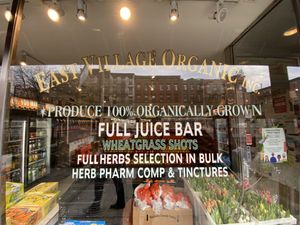 EAST VILLAGE ORGANIC
PRODUCE 100% ORGANICALLY GROWN
FULL JUICE BAR
WHEATGRASS SHOTS
FULL HERBS SELECTION IN BULK
HERB PHARM COMP & TINCTURES